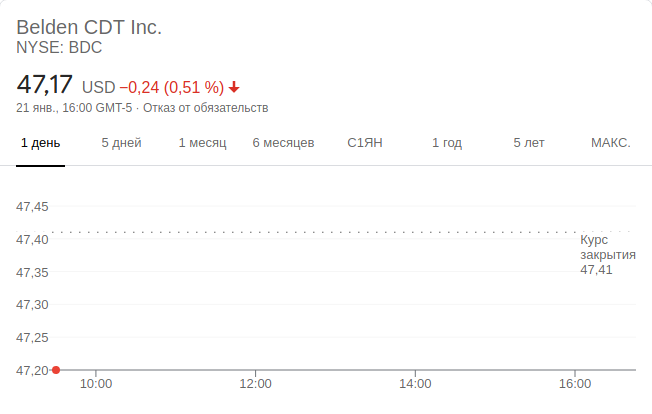 Belden CDT Inc.
NYSE: BDC
47,17 USD −0,24 (0,51 %)
21 янв., 16:00 GMT-5 · Отказ от обязательств
1 день 5 дней 1 месяц 6 месяцев С1ЯН 1 год 5 лет МАКС.
47,45
47,40
Курс
закрытия
47,41
47,35
47,30
47,25
47,20
10:00 12:00 14:00 16:00